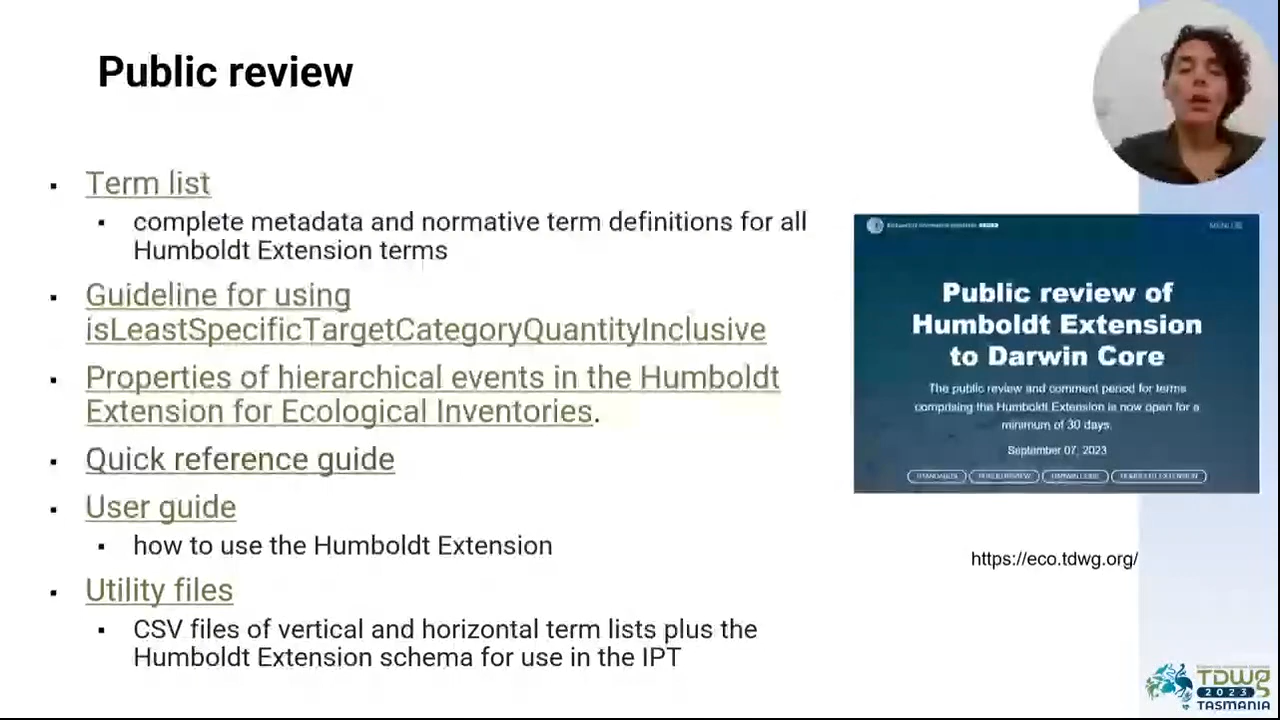 Public review
Term list
complete metadata and normative term definitions for all
Humboldt Extension terms
Guideline for using
isLeastSpecificTargetCategoryQuantityInclusive
Properties of hierarchical events in the Humboldt
Extension for Ecological Inventories.
Quick reference guide
User guide
how to use the Humboldt Extension
Utility files
CSV files of vertical and horizontal term lists plus the
Humboldt Extension schema for use in the IPT
MENU
Public review of
Humboldt Extension
to Darwin Core
The public review and comment period for terms
comprising the Humboldt Extension is now open for a
minimum of 30 days.
September 07, 2023
STANDARDS PUBLIC REVIEW DARWIN CORE HUMBOLDT EXTENSION
https://eco.tdwg.org/
TDWG
2023
TASMANIA